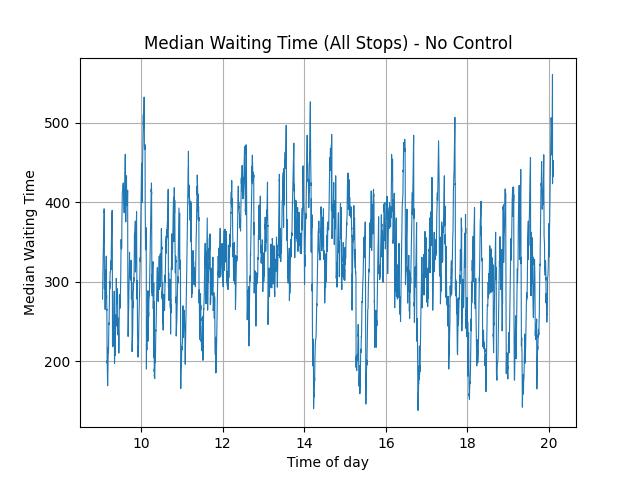 Median Waiting Time (All Stops) - No Control
500
400
300
200
Median Waiting Time
10 12 14 16 18 20
Time of day